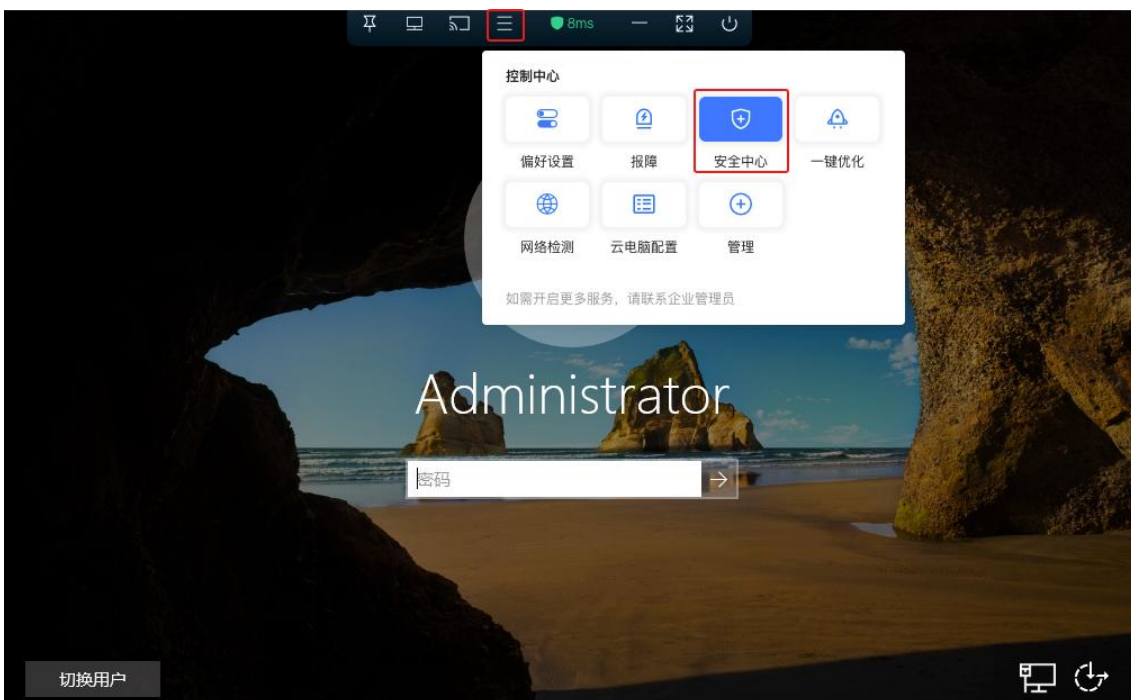 8ms
控制中心
偏好设置 报障 安全中心 一键优化
网络检测 云电脑配置 管理
如需开启更多服务，请联系企业管理员
Administrator
密码
切换用户